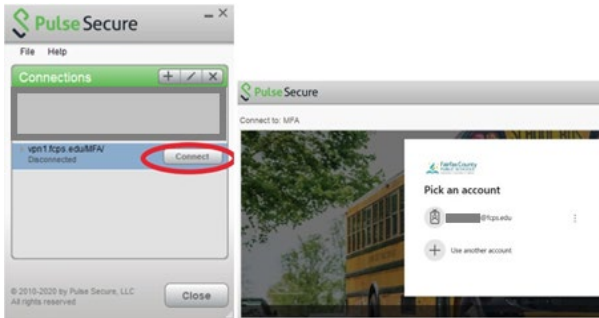 Pulse Secure
File Help
Connections
vpn1.fcps.edu/MFA/
Disconnected
Connect
© 2010-2020 by Pulse Secure, LLC
All rights reserved
Close
Pulse Secure
Connect to: MFA
Fairfax County
PUBLIC SCHOOLS
Pick an account
@fcps.edu
Use another account